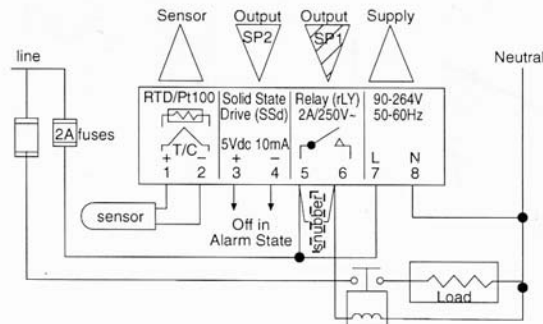 Sensor Output Output Supply
SP2 SP1
line
Neutral
RTD/Pt100 Solid State Relay (rLY) 90-264V
Drive (SSd) 2A/250V~ 50-60Hz
2A fuses
T/C 5Vdc 10mA
+ − + − L N
1 2 3 4 5 6 7 8
sensor
Off in
Alarm State
snubber
Load